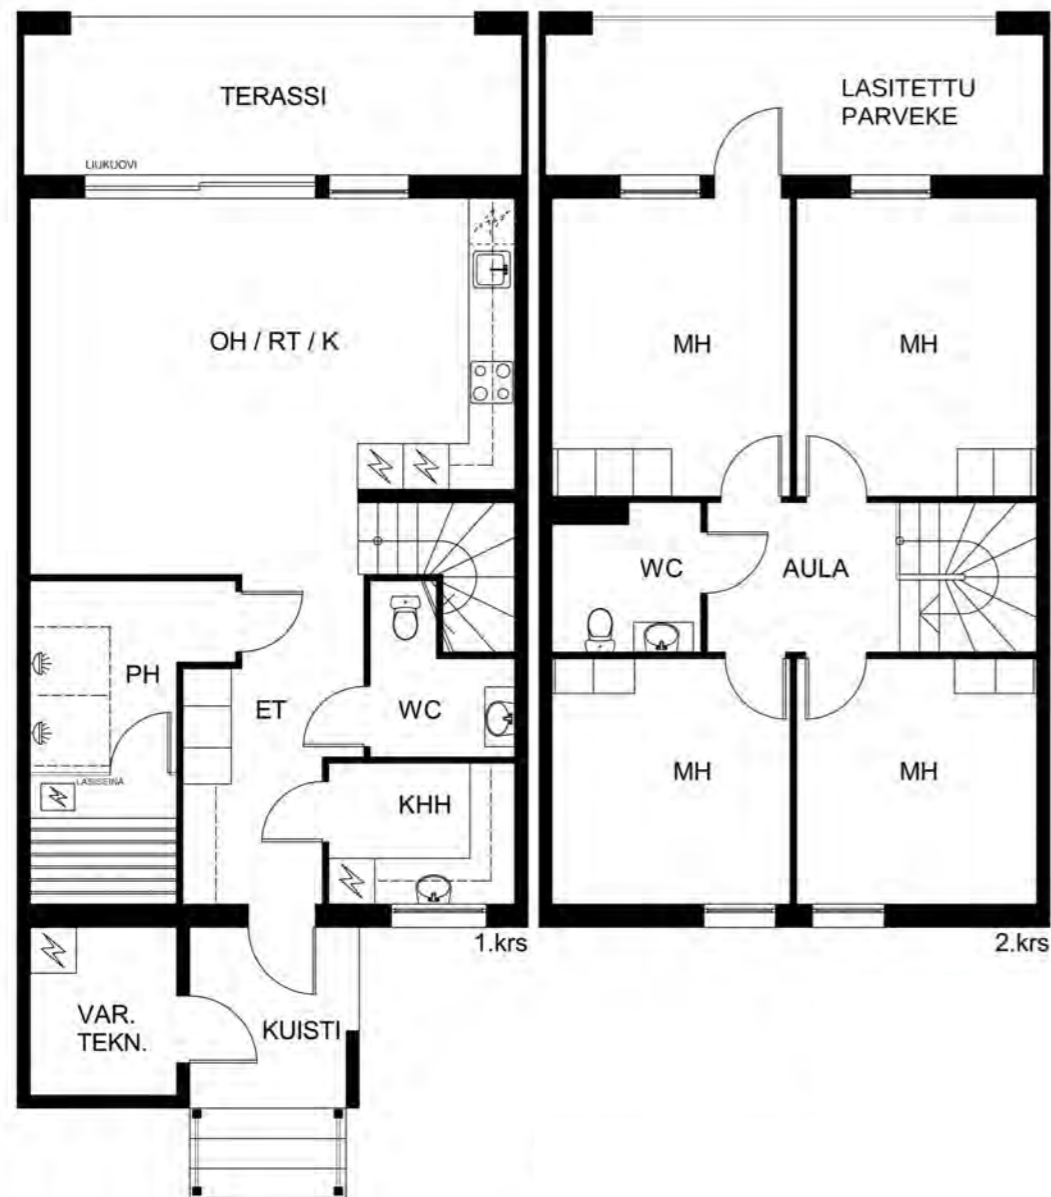 TERASSI
LIUKUOVI
OH / RT / K
PH
ET
WC
LASISEINÄ
KHH
1.krs
VAR.
TEKN.
KUISTI
LASITETTU
PARVEKE
MH
MH
WC
AULA
MH
MH
2.krs